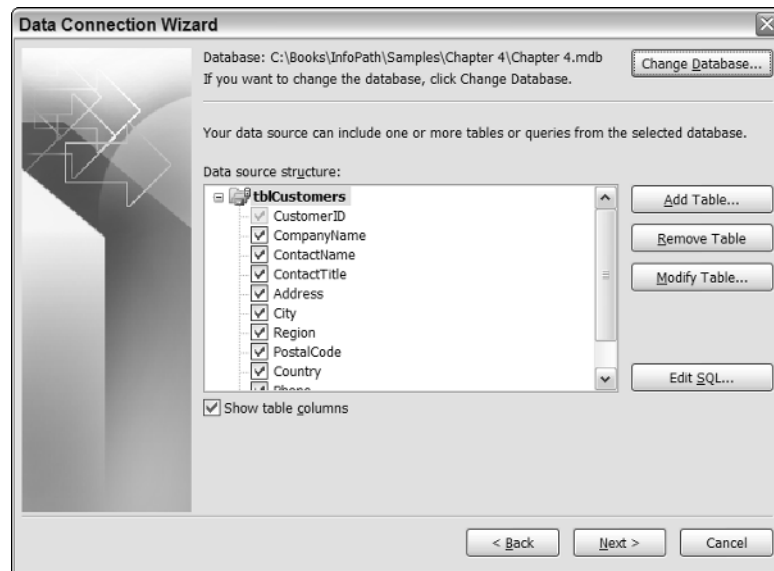 Data Connection Wizard
Database: C:\Books\InfoPath\Samples\Chapter 4\Chapter 4.mdb
If you want to change the database, click Change Database.
Change Database...
Your data source can include one or more tables or queries from the selected database.
Data source structure:
tblCustomers
CustomerID
CompanyName
ContactName
ContactTitle
Address
City
Region
PostalCode
Country
Phone
Add Table...
Remove Table
Modify Table...
Edit SQL...
Show table columns
< Back
Next >
Cancel